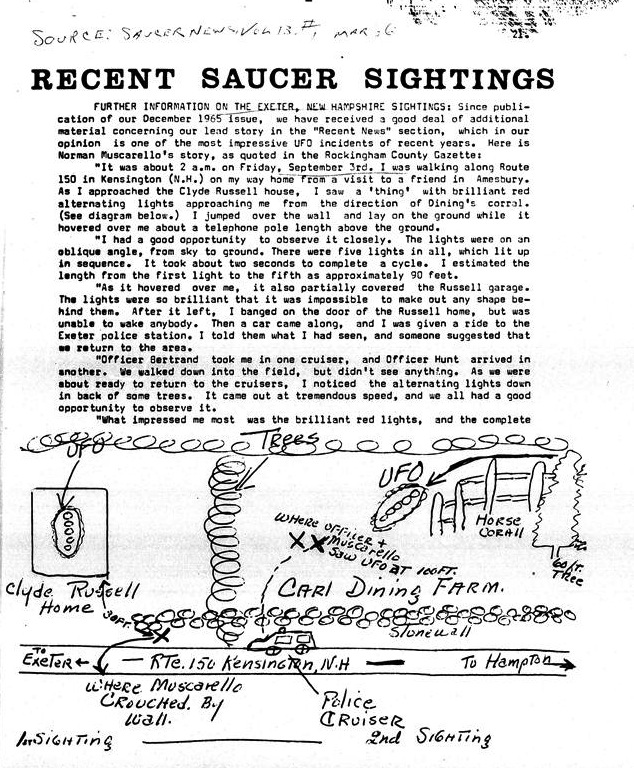 SOURCE: SAUCER NEWS, VOL 13. #1, MAR. 6
RECENT SAUCER SIGHTINGS
FURTHER INFORMATION ON THE EXETER, NEW HAMPSHIRE SIGHTINGS: Since publi-
cation of our December 1965 issue, we have received a good deal of additional
material concerning our lead story in the "Recent News" section, which in our
opinion is one of the most impressive UFO incidents of recent years. Here is
Norman Muscarello's story, as quoted in the Rockingham County Gazette:
"It was about 2 a.m. on Friday, September 3rd. I was walking along Route
150 in Kensington (N.H.) on my way home from a visit to a friend in Amesbury.
As I approached the Clyde Russell house, I saw a 'thing' with brilliant red
alternating lights approaching me from the direction of Dining's corral.
(See diagram below.) I jumped over the wall and lay on the ground while it
hovered over me about a telephone pole length above the ground.
"I had a good opportunity to observe it closely. The lights were on an
oblique angle, from sky to ground. There were five lights in all, which lit up
in sequence. It took about two seconds to complete a cycle. I estimated the
length from the first light to the fifth as approximately 90 feet.
"As it hovered over me, it also partially covered the Russell garage.
The lights were so brilliant that it was impossible to make out any shape be-
hind them. After it left, I banged on the door of the Russell home, but was
unable to wake anybody. Then a car came along, and I was given a ride to the
Exeter police station. I told them what I had seen, and someone suggested that
we return to the area.
"Officer Bertrand took me in one cruiser, and Officer Hunt arrived in
another. We walked down into the field, but didn't see anything. As we were
about ready to return to the cruisers, I noticed the alternating lights down
in back of some trees. It came out at tremendous speed, and we all had a good
opportunity to observe it.
"What impressed me most was the brilliant red lights, and the complete
UFO
Trees
UFO
HORSE
CORALL
60 ft.
Tree
WHERE OFFICER +
MUSCARELLO
SAW UFO AT 100FT.
Clyde Russell
Home
30FT.
CARL DINING FARM.
Stonewall
To
EXETER
RTE. 150 Kensington, N.H
To Hampton
WHERE MUSCARELLO
CROUCHED BY
WALL.
Police
CRUISER
1st SIGHTING
2nd SIGHTING